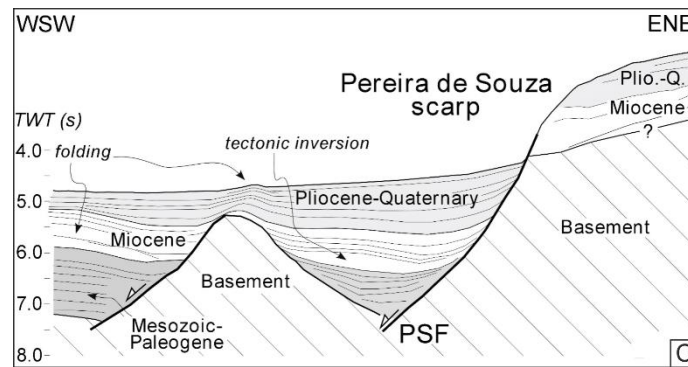 WSW
ENE
Pereira de Souza
scarp
Plio.-Q.
Miocene
?
TWT (s)
folding
tectonic inversion
4.0
5.0
6.0
7.0
8.0
Pliocene-Quaternary
Miocene
Basement
Basement
Mesozoic-
Paleogene
PSF
C